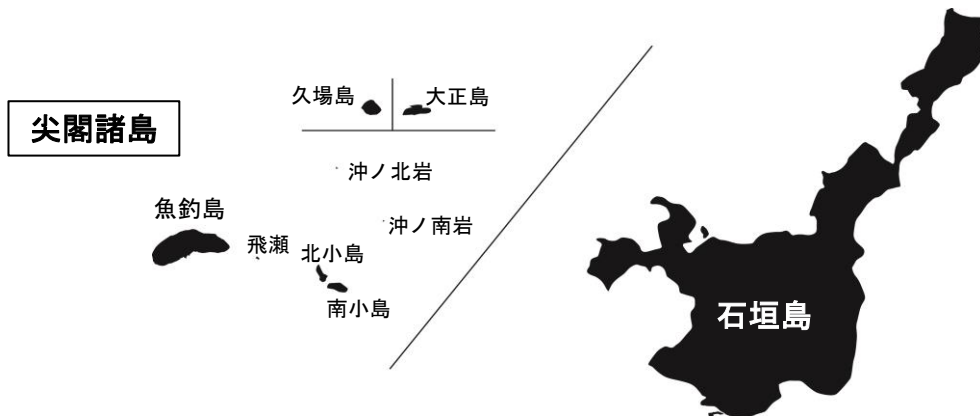 尖閣諸島
久場島
大正島
沖ノ北岩
魚釣島
沖ノ南岩
飛瀬
北小島
南小島
石垣島